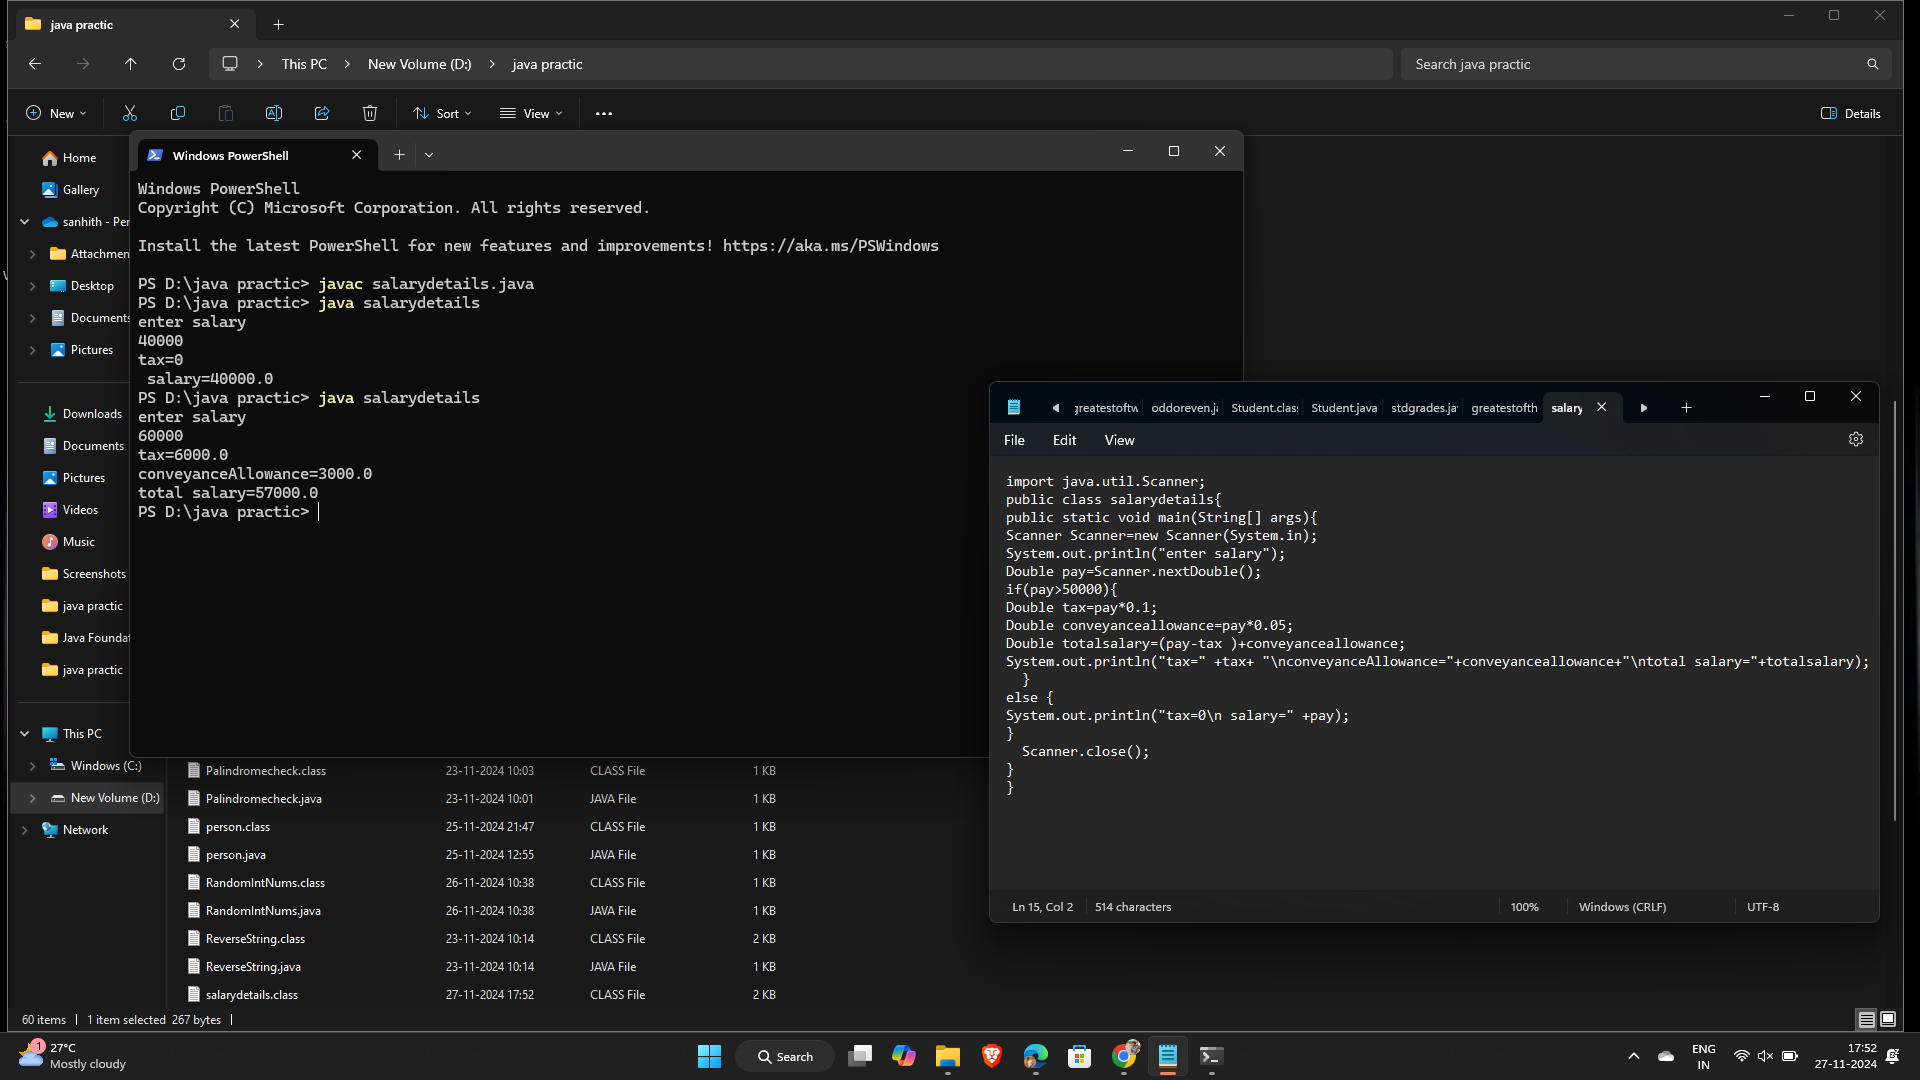 java practic
This PC
New Volume (D:)
java practic
Search java practic
New
Sort
View
Details
Home
Gallery
sanhith - Per
Attachmen
Desktop
Documents
Pictures
Downloads
Documents
Pictures
Videos
Music
Screenshots
java practic
Java Foundat
java practic
This PC
Windows (C:)
New Volume (D:)
Network
Windows PowerShell
Windows PowerShell
Copyright (C) Microsoft Corporation. All rights reserved.
Install the latest PowerShell for new features and improvements! https://aka.ms/PSWindows
PS D:\java practic> javac salarydetails.java
PS D:\java practic> java salarydetails
enter salary
40000
tax=0
 salary=40000.0
PS D:\java practic> java salarydetails
enter salary
60000
tax=6000.0
conveyanceAllowance=3000.0
total salary=57000.0
PS D:\java practic>
greatestoftw oddoreven.ja Student.class Student.java stdgrades.jav greatestofth salary
File Edit View
import java.util.Scanner;
public class salarydetails{
public static void main(String[] args){
Scanner Scanner=new Scanner(System.in);
System.out.println("enter salary");
Double pay=Scanner.nextDouble();
if(pay>50000){
Double tax=pay*0.1;
Double conveyanceallowance=pay*0.05;
Double totalsalary=(pay-tax )+conveyanceallowance;
System.out.println("tax=" +tax+ "\nconveyanceAllowance="+conveyanceallowance+"\ntotal salary="+totalsalary);
  }
else {
System.out.println("tax=0\n salary=" +pay);
}
  Scanner.close();
}
}
Ln 15, Col 2 514 characters 100% Windows (CRLF) UTF-8
Palindromecheck.class 23-11-2024 10:03 CLASS File 1 KB
Palindromecheck.java 23-11-2024 10:01 JAVA File 1 KB
person.class 25-11-2024 21:47 CLASS File 1 KB
person.java 25-11-2024 12:55 JAVA File 1 KB
RandomIntNums.class 26-11-2024 10:38 CLASS File 1 KB
RandomIntNums.java 26-11-2024 10:38 JAVA File 1 KB
ReverseString.class 23-11-2024 10:14 CLASS File 2 KB
ReverseString.java 23-11-2024 10:14 JAVA File 1 KB
salarydetails.class 27-11-2024 17:52 CLASS File 2 KB
60 items 1 item selected 267 bytes
1
27°C
Mostly cloudy
Search
ENG
IN
17:52
27-11-2024